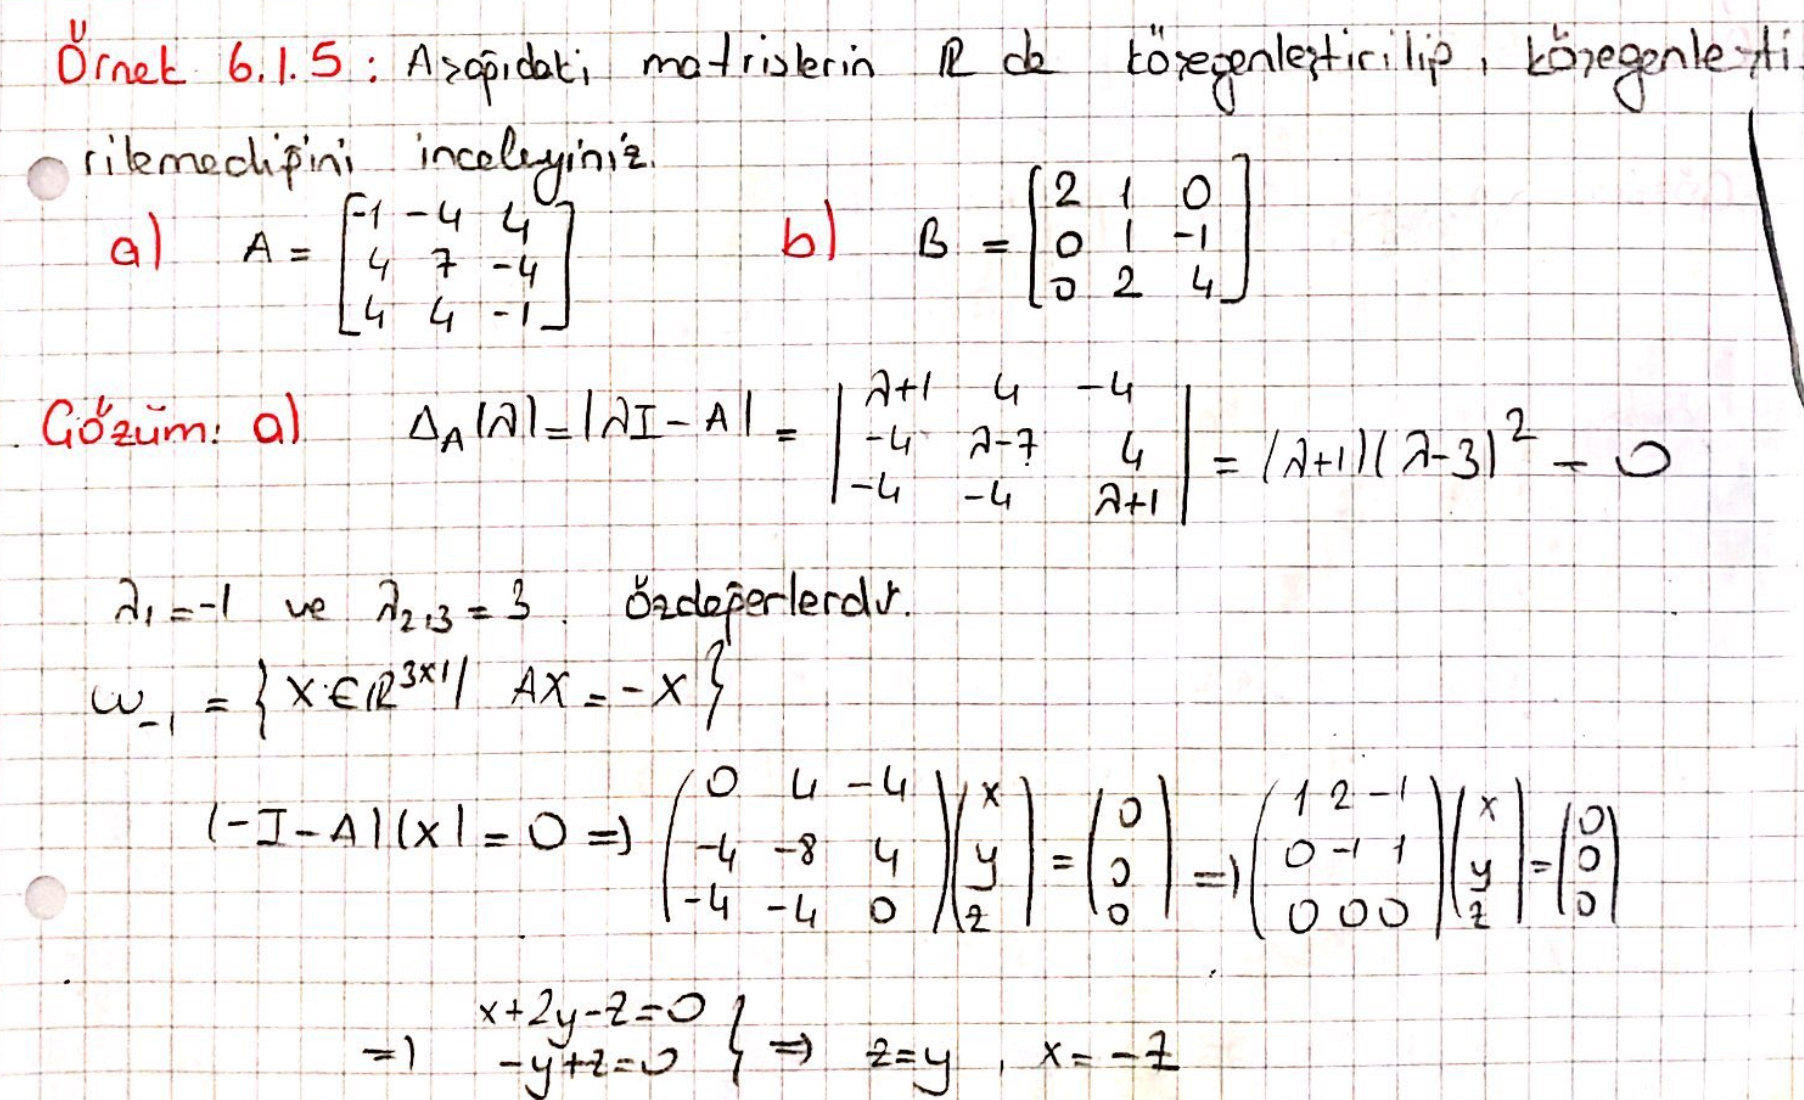 Örnek 6.1.5: Aşağıdaki matrislerin ℝ de köşegenleştirilip, köşegenleşti-
rilemediğini inceleyiniz.
a) A = [-1 -4 4; 4 7 -4; 4 4 -1] b) B = [2 1 0; 0 1 -1; 0 2 4]
Çözüm: a) Δ_A(λ) = |λI - A| = |λ+1 4 -4; -4 λ-7 4; -4 -4 λ+1| = (λ+1)(λ-3)² = 0
λ₁ = -1 ve λ₂,₃ = 3. Özdeğerlerdir.
W₋₁ = {X ∈ ℝ³ˣ¹ | AX = -X}
(-I-A)(X) = 0 ⇒ (0 4 -4; -4 -8 4; -4 -4 0)(x; y; z) = (0; 0; 0) ⇒ (1 2 -1; 0 -1 1; 0 0 0)(x; y; z) = (0; 0; 0)
⇒ x+2y-z=0
-y+z=0 } ⇒ z=y, x=-z